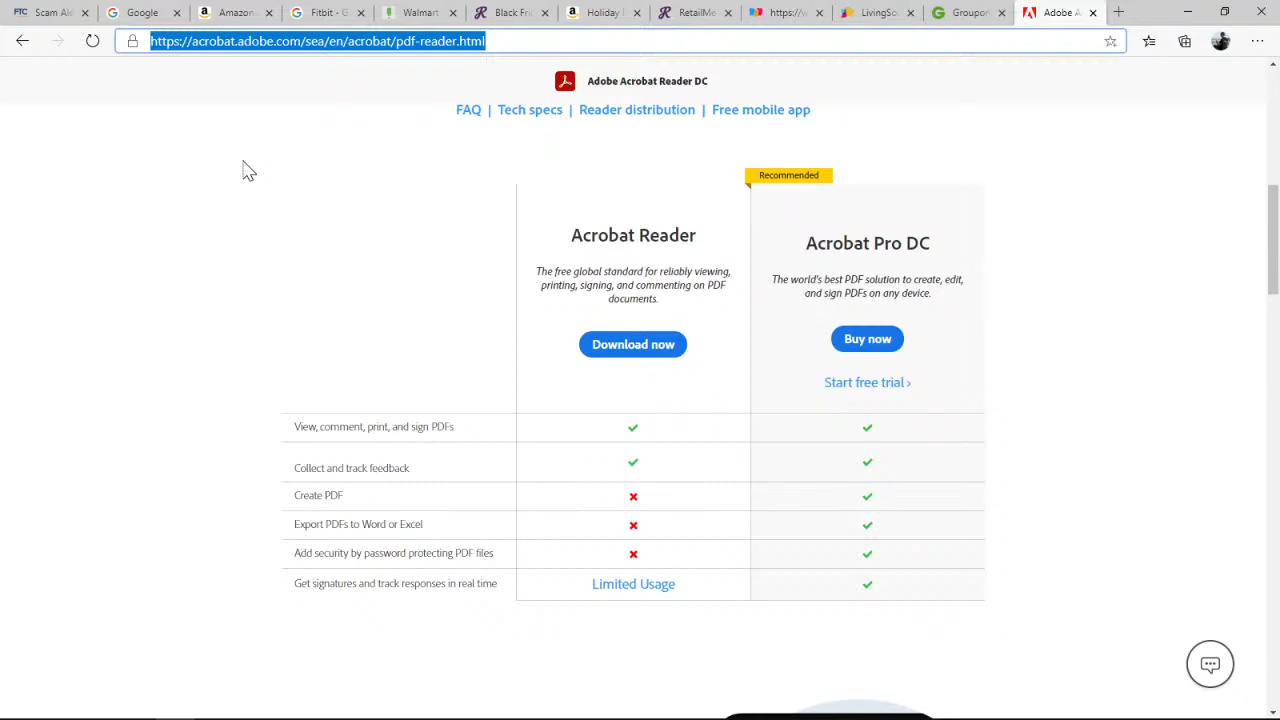 FTC Scam Al
Google
Amazon
Fitbit - G
Walmart
Black Fri
Holiday I
RetailMe
https://w
LivingSo
Groupon
Adobe A
https://acrobat.adobe.com/sea/en/acrobat/pdf-reader.html
Adobe Acrobat Reader DC
FAQ | Tech specs | Reader distribution | Free mobile app
Recommended
Acrobat Reader
The free global standard for reliably viewing,
printing, signing, and commenting on PDF
documents.
Download now
Acrobat Pro DC
The world's best PDF solution to create, edit,
and sign PDFs on any device.
Buy now
Start free trial ›
View, comment, print, and sign PDFs
Collect and track feedback
Create PDF
Export PDFs to Word or Excel
Add security by password protecting PDF files
Get signatures and track responses in real time
Limited Usage